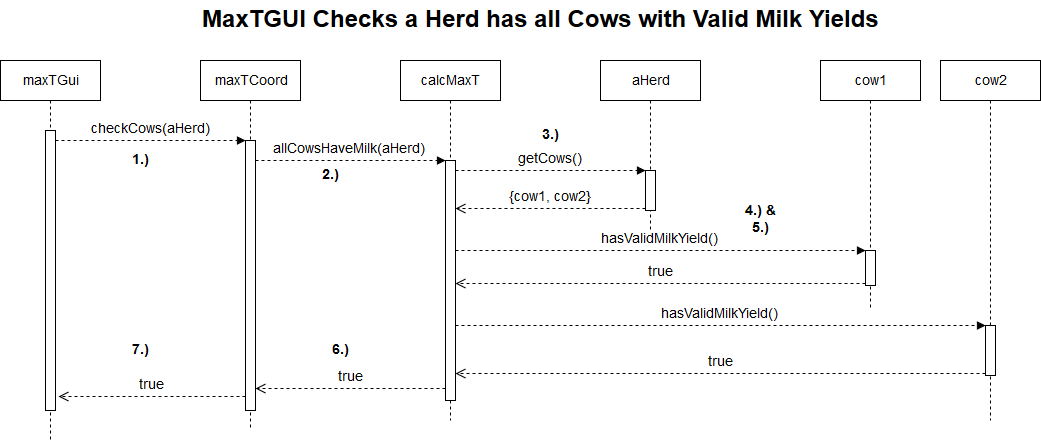 MaxTGUI Checks a Herd has all Cows with Valid Milk Yields
maxTGui
maxTCoord
calcMaxT
aHerd
cow1
cow2
checkCows(aHerd)
1.)
allCowsHaveMilk(aHerd)
2.)
3.)
getCows()
{cow1, cow2}
4.) &
5.)
hasValidMilkYield()
true
hasValidMilkYield()
true
6.)
true
7.)
true